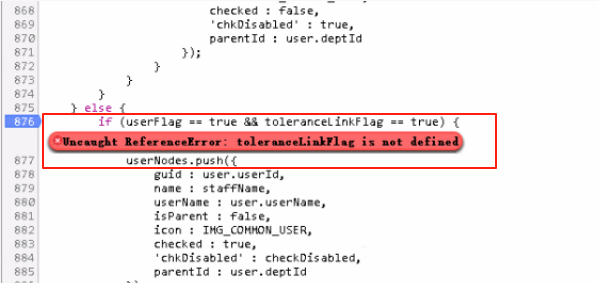 868 checked : false,
869 'chkDisabled' : true,
870 parentId : user.deptId
871 });
872 }
873 }
874 }
875 } else {
876 if (userFlag == true && toleranceLinkFlag == true) {
Uncaught ReferenceError: toleranceLinkFlag is not defined
877 userNodes.push({
878 guid : user.userId,
879 name : staffName,
880 userName : user.userName,
881 isParent : false,
882 icon : IMG_COMMON_USER,
883 checked : true,
884 'chkDisabled' : checkDisabled,
885 parentId : user.deptId